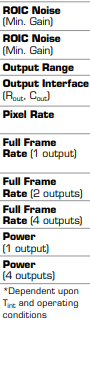 ROIC Noise
(Min. Gain)
ROIC Noise
(Min. Gain)
Output Range
Output Interface
(Rout, Cout)
Pixel Rate
Full Frame
Rate (1 output)
Full Frame
Rate (2 outputs)
Full Frame
Rate (4 outputs)
Power
(1 output)
Power
(4 outputs)
*Dependent upon
Tint and operating
conditions